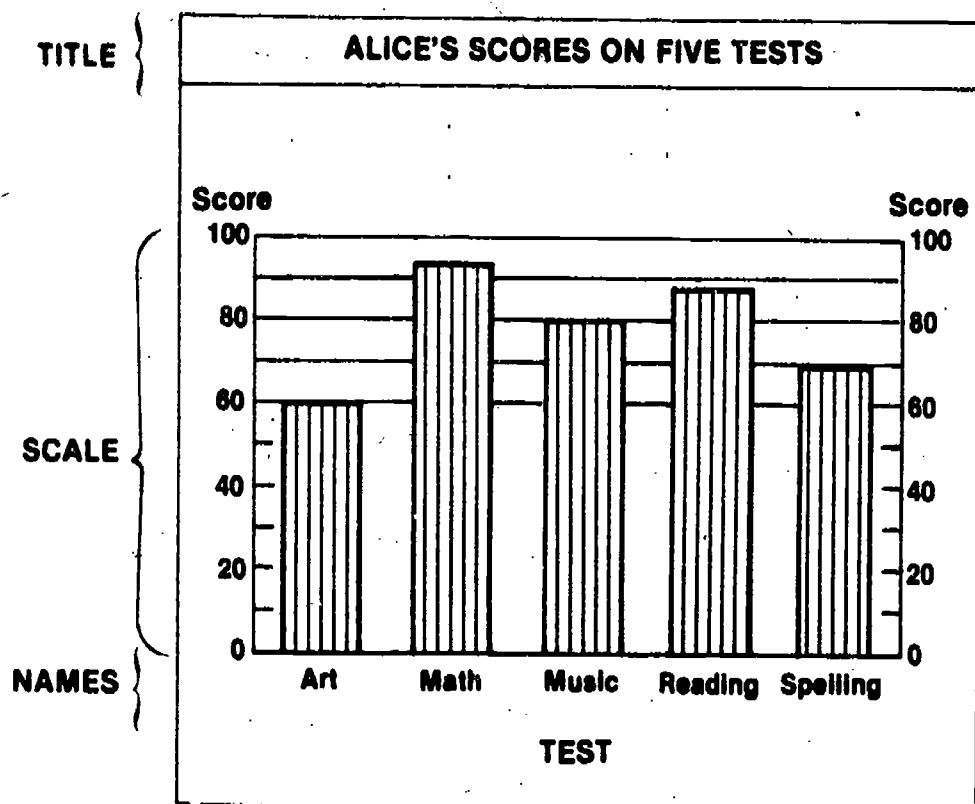 TITLE
ALICE'S SCORES ON FIVE TESTS
Score Score
100 100
80 80
60 60
SCALE
40 40
20 20
0 0
NAMES
Art Math Music Reading Spelling
TEST